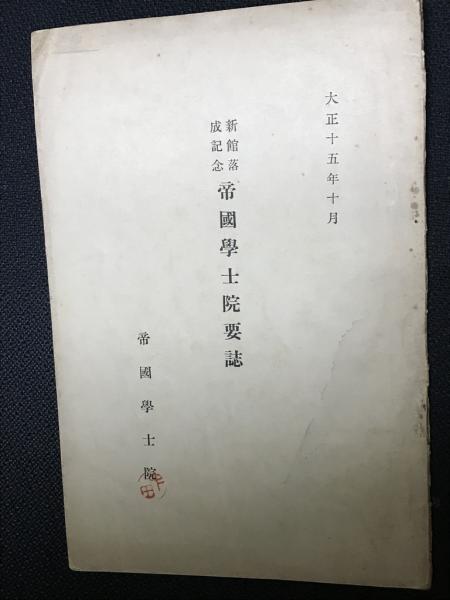 大正十五年十月
新館落
成記念
帝國學士院要誌
帝國學士院